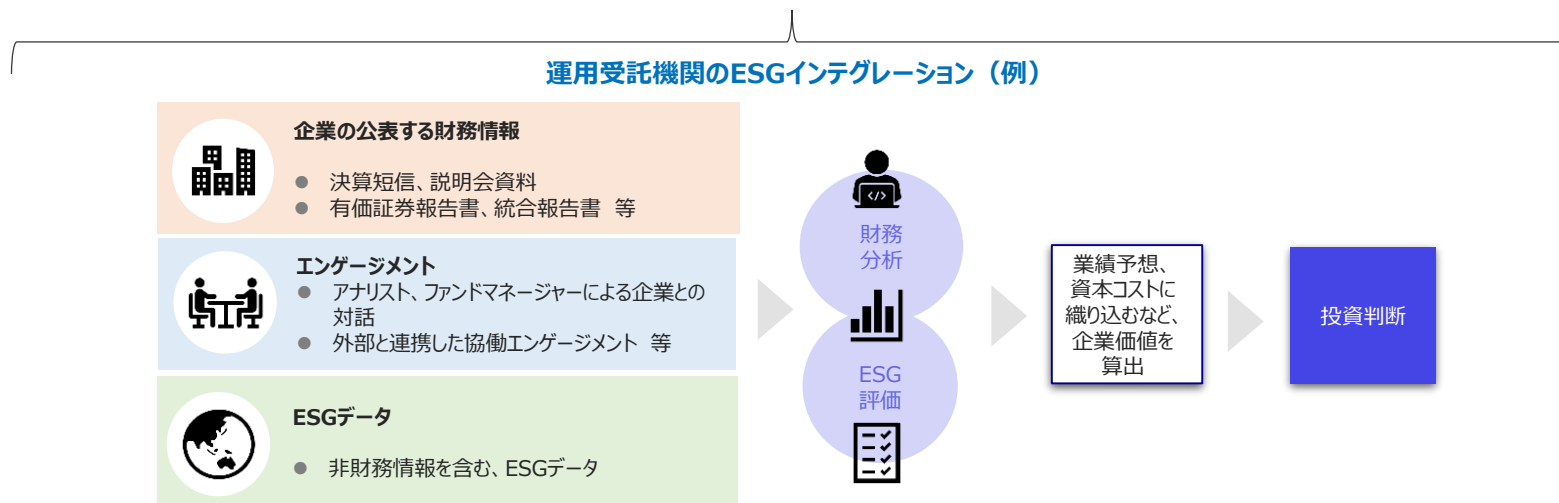 運用受託機関のESGインテグレーション（例）
企業の公表する財務情報
● 決算短信、説明会資料
● 有価証券報告書、統合報告書 等
エンゲージメント
● アナリスト、ファンドマネージャーによる企業との
対話
● 外部と連携した協働エンゲージメント 等
ESGデータ
● 非財務情報を含む、ESGデータ
</>
財務
分析
ESG
評価
業績予想、
資本コストに
織り込むなど、
企業価値を
算出
投資判断